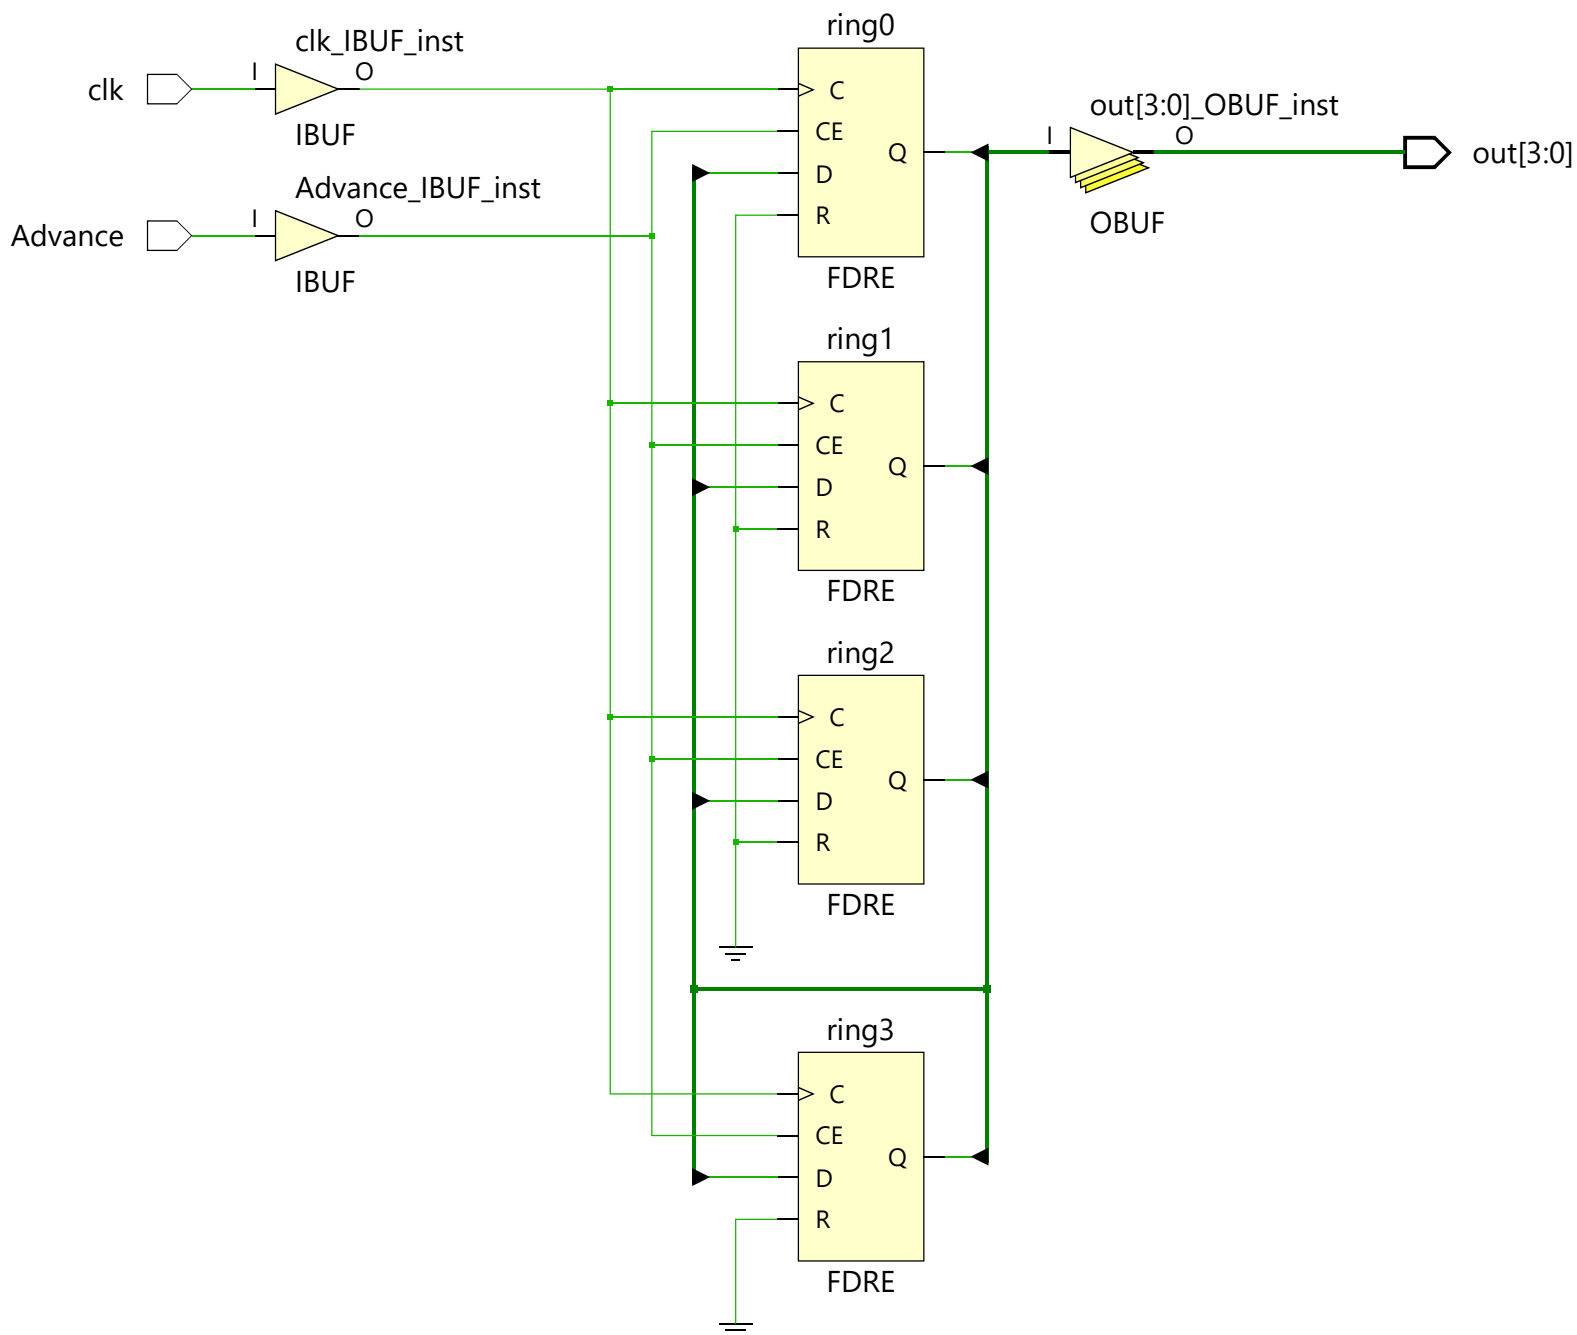 ring0
clk_IBUF_inst
I
O
clk
IBUF
C
CE
D
R
Q
FDRE
out[3:0]_OBUF_inst
I
O
out[3:0]
OBUF
Advance_IBUF_inst
I
O
Advance
IBUF
ring1
C
CE
D
R
Q
FDRE
ring2
C
CE
D
R
Q
FDRE
ring3
C
CE
D
R
Q
FDRE